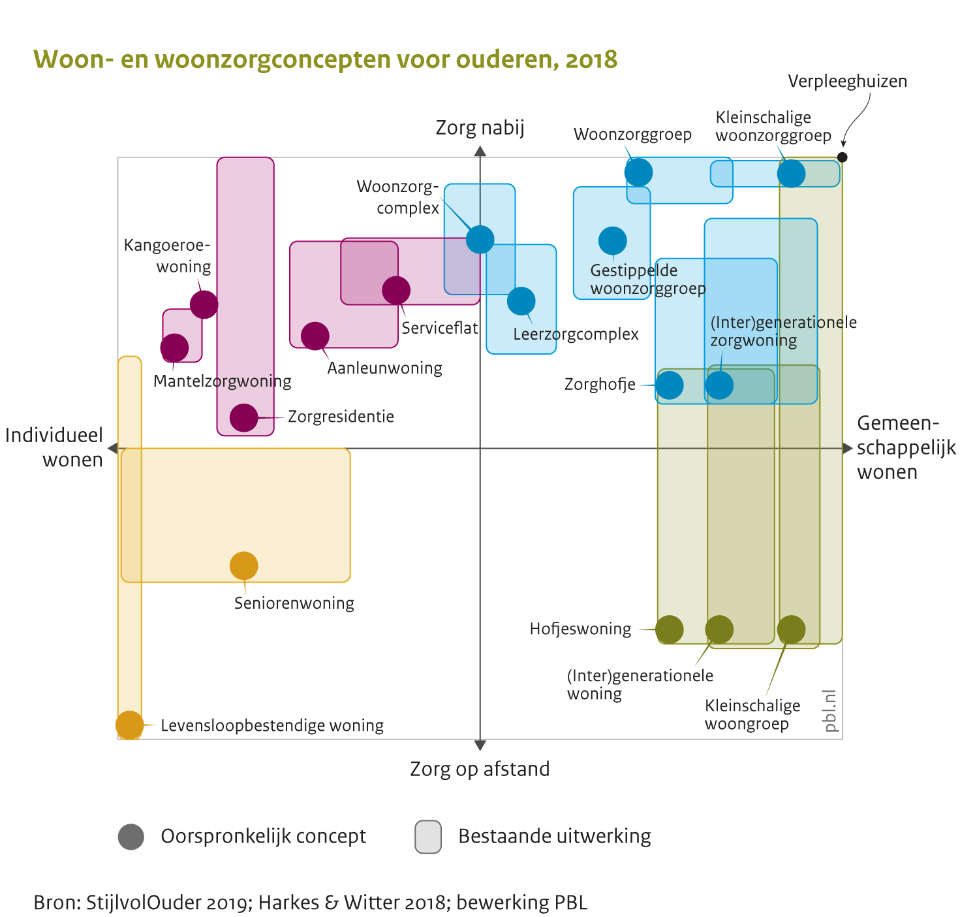 Woon- en woonzorgconcepten voor ouderen, 2018
Verpleeghuizen
Zorg nabij
Woonzorggroep
Kleinschalige
woonzorggroep
Woonzorg-
complex
Kangoeroe-
woning
Gestippelde
woonzorggroep
Serviceflat
Leerzorgcomplex
(Inter)generationele
zorgwoning
Aanleunwoning
Mantelzorgwoning
Zorghofje
Zorgresidentie
Individueel
wonen
Gemeen-
schappelijk
wonen
Seniorenwoning
Hofjeswoning
(Inter)generationele
woning
Kleinschalige
woongroep
pbl.nl
Levensloopbestendige woning
Zorg op afstand
Oorspronkelijk concept
Bestaande uitwerking
Bron: StijlvolOuder 2019; Harkes & Witter 2018; bewerking PBL